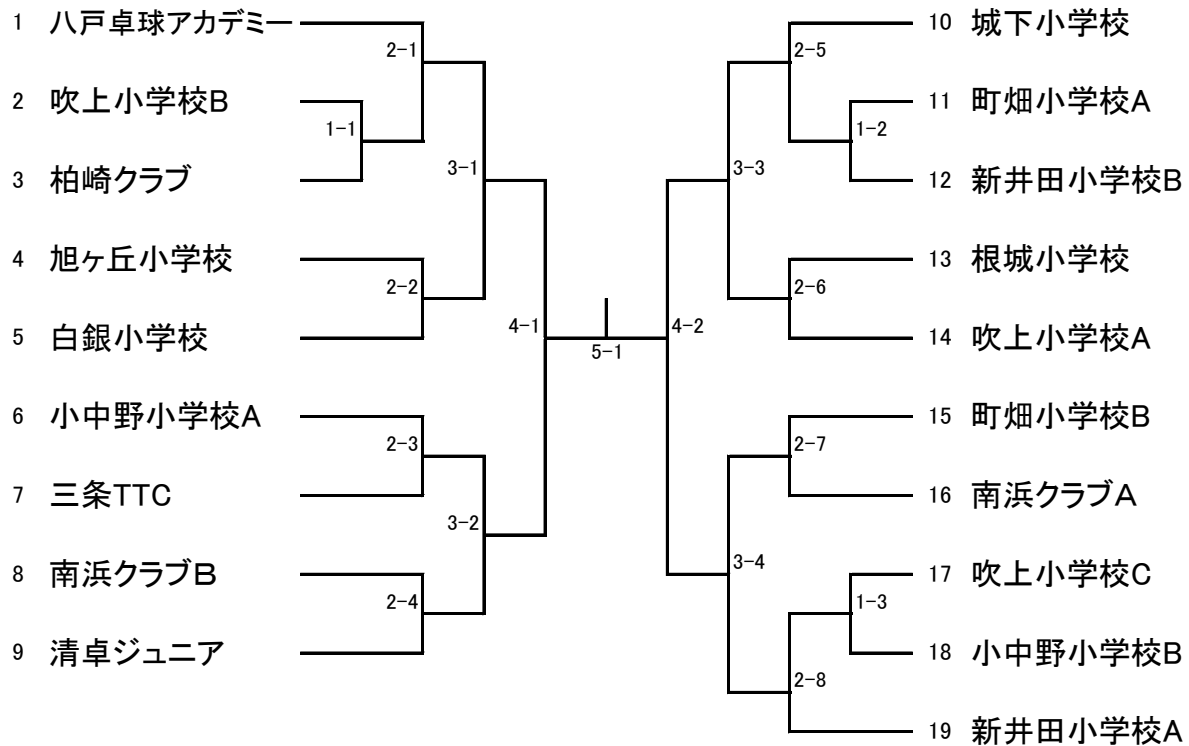 1 八戸卓球アカデミー
2 吹上小学校B
3 柏崎クラブ
4 旭ヶ丘小学校
5 白銀小学校
6 小中野小学校A
7 三条TTC
8 南浜クラブB
9 清卓ジュニア
2-1
1-1
3-1
2-2
4-1
2-3
3-2
2-4
5-1
10 城下小学校
11 町畑小学校A
12 新井田小学校B
13 根城小学校
14 吹上小学校A
15 町畑小学校B
16 南浜クラブA
17 吹上小学校C
18 小中野小学校B
19 新井田小学校A
2-5
1-2
3-3
2-6
4-2
2-7
3-4
1-3
2-8